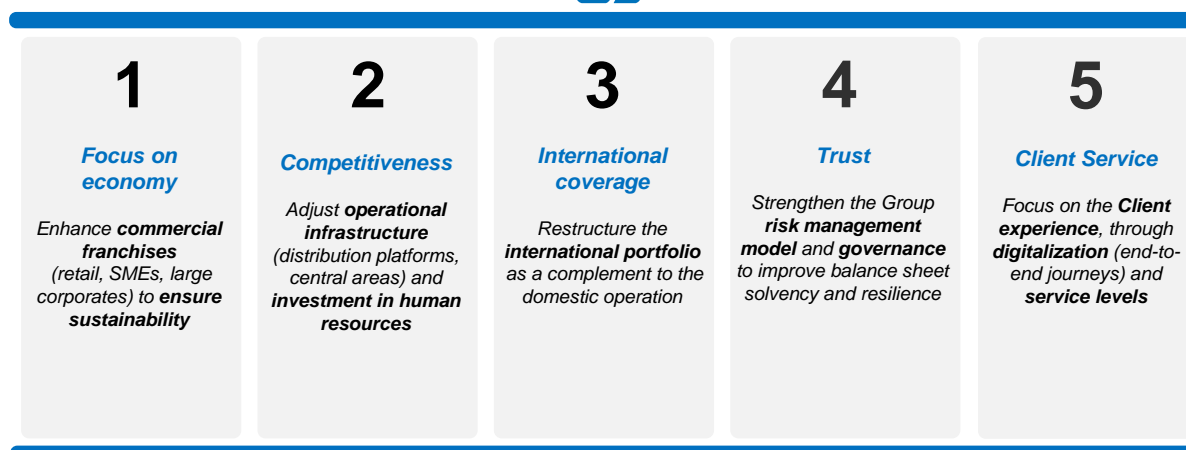 1
Focus on
economy
Enhance commercial
franchises
(retail, SMEs, large
corporates) to ensure
sustainability
2
Competitiveness
Adjust operational
infrastructure
(distribution platforms,
central areas) and
investment in human
resources
3
International
coverage
Restructure the
international portfolio
as a complement to the
domestic operation
4
Trust
Strengthen the Group
risk management
model and governance
to improve balance sheet
solvency and resilience
5
Client Service
Focus on the Client
experience, through
digitalization (end-to-
end journeys) and
service levels